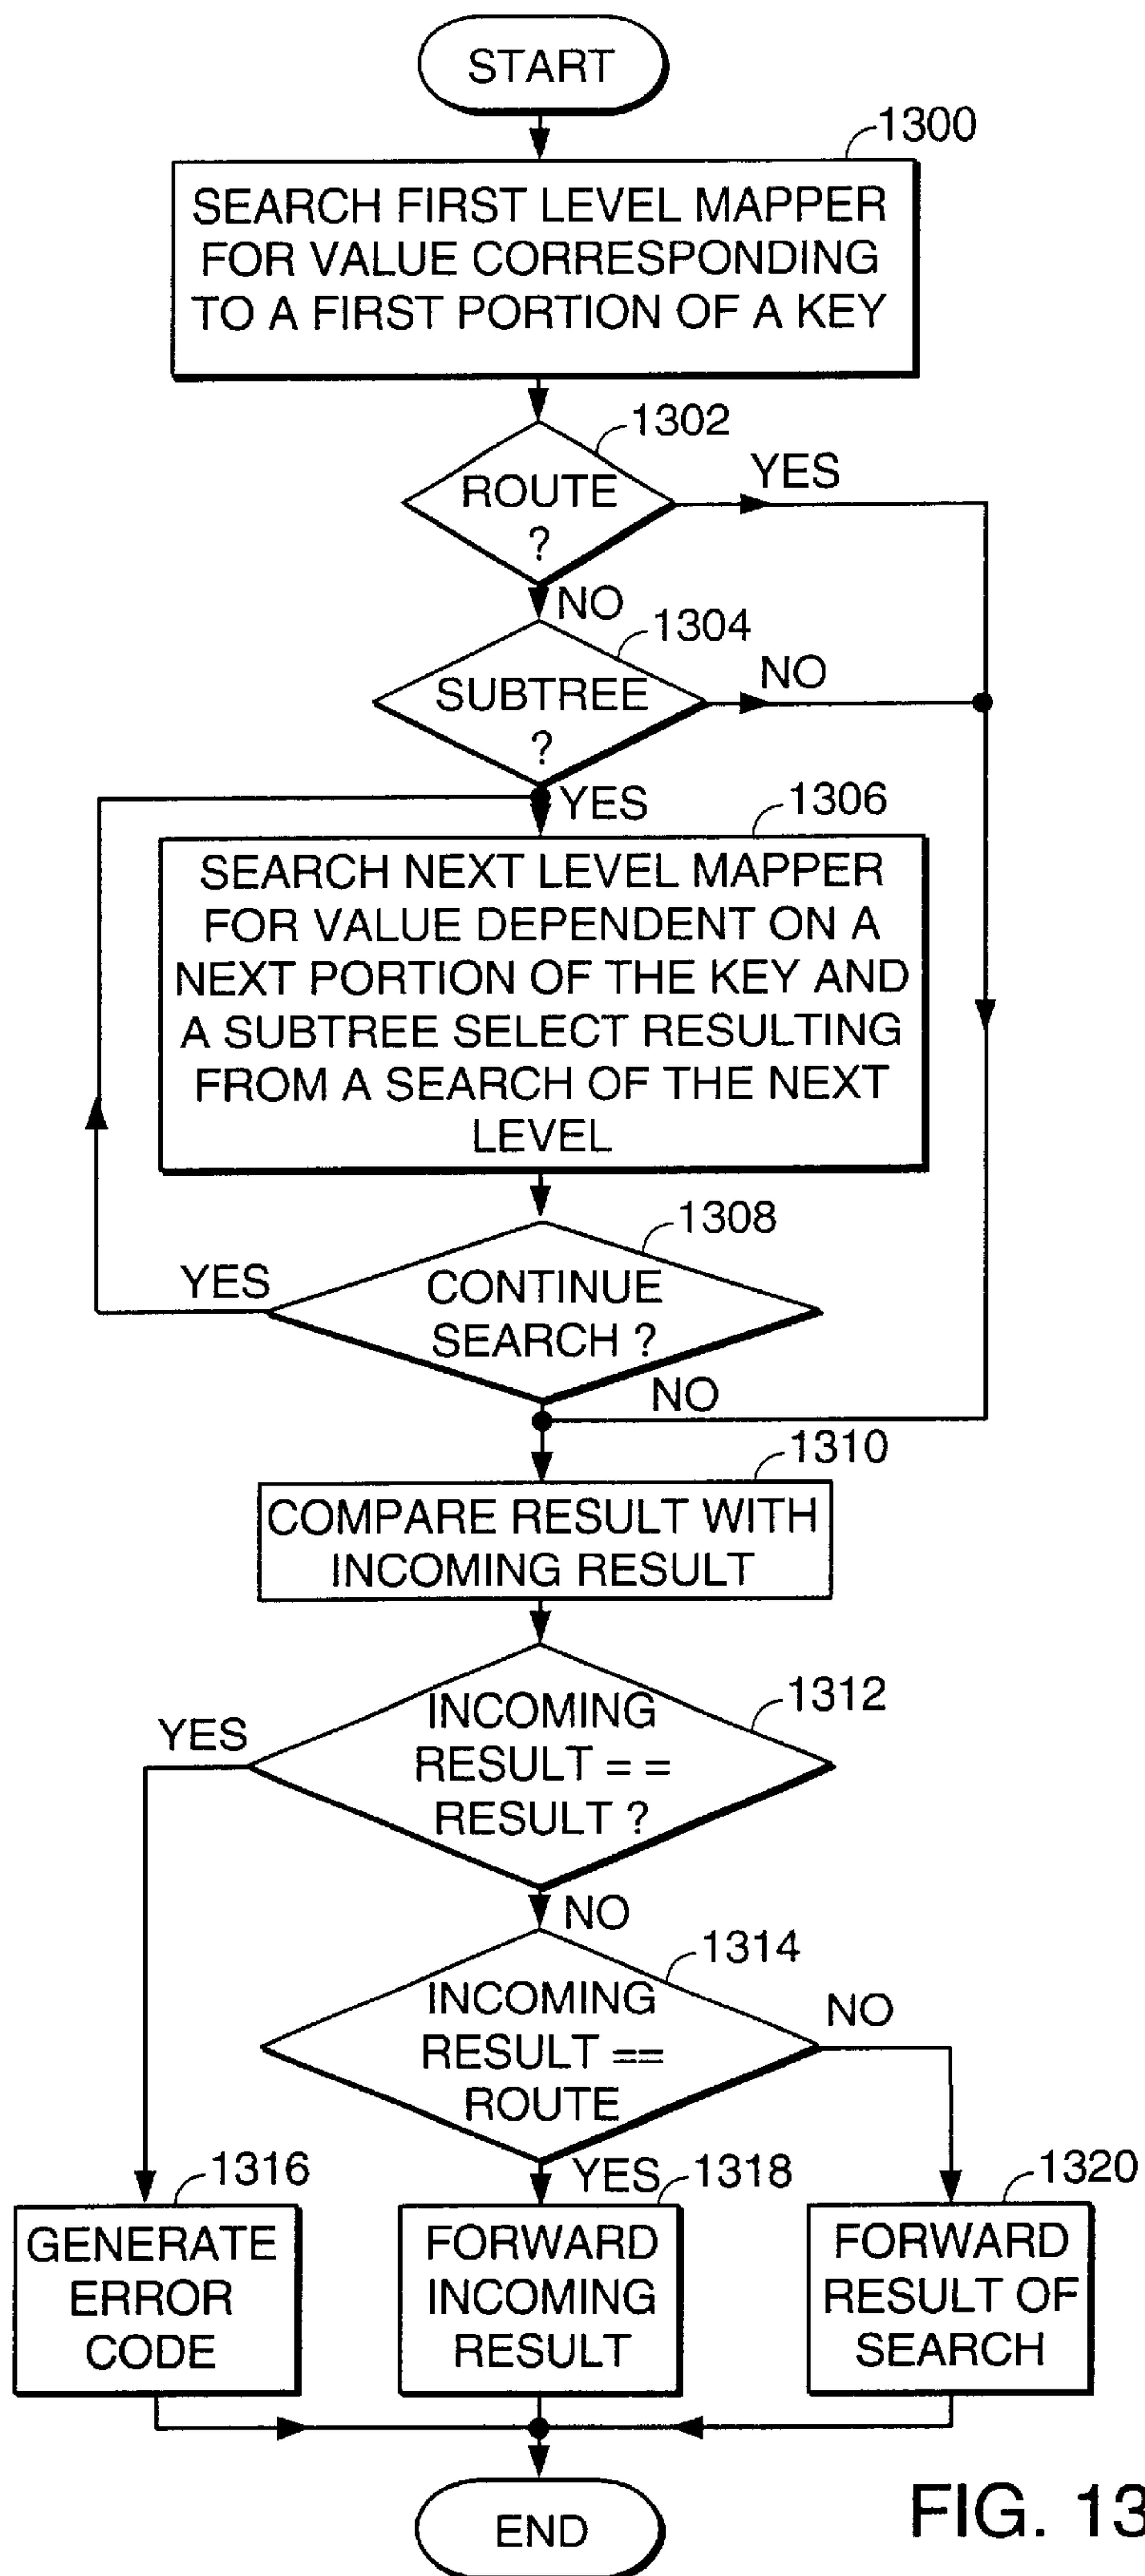 START
1300
SEARCH FIRST LEVEL MAPPER
FOR VALUE CORRESPONDING
TO A FIRST PORTION OF A KEY
1302
ROUTE
?
YES
NO
1304
SUBTREE
?
NO
YES
1306
SEARCH NEXT LEVEL MAPPER
FOR VALUE DEPENDENT ON A
NEXT PORTION OF THE KEY AND
A SUBTREE SELECT RESULTING
FROM A SEARCH OF THE NEXT
LEVEL
1308
CONTINUE
SEARCH ?
YES
NO
1310
COMPARE RESULT WITH
INCOMING RESULT
1312
INCOMING
RESULT = =
RESULT ?
YES
NO
1314
INCOMING
RESULT ==
ROUTE
NO
YES
1316
GENERATE
ERROR
CODE
1318
FORWARD
INCOMING
RESULT
1320
FORWARD
RESULT OF
SEARCH
END
FIG. 13